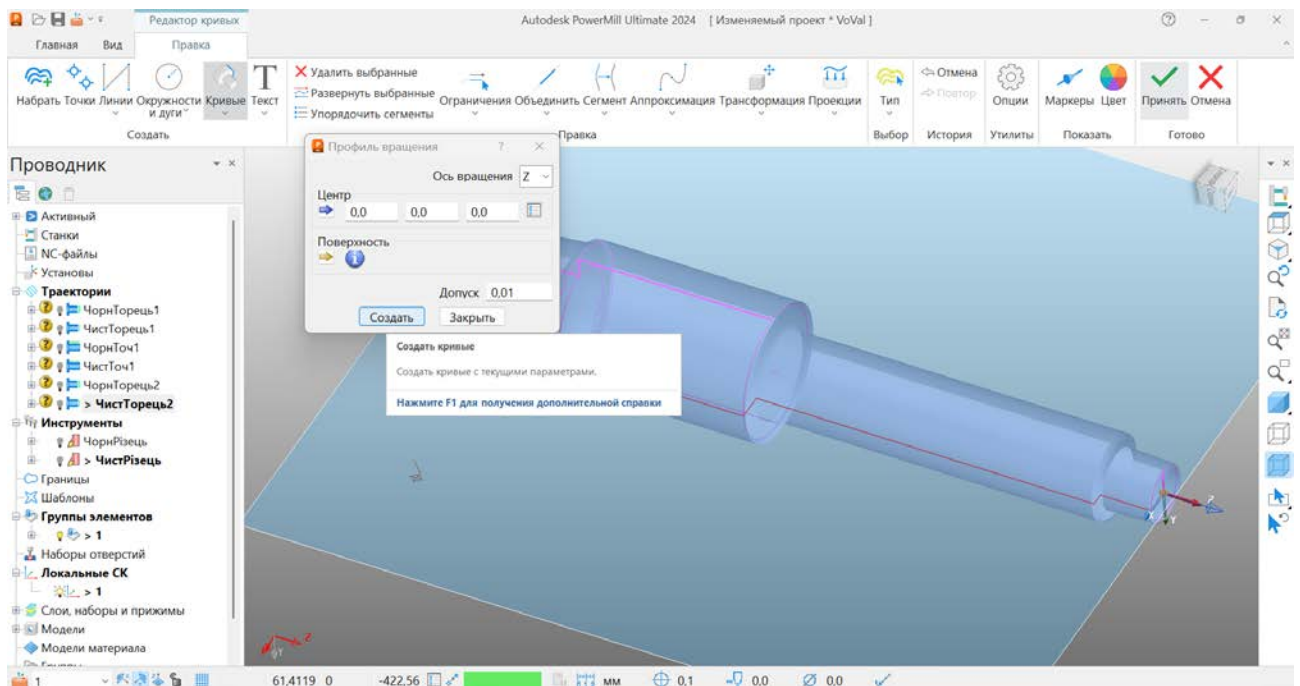 Редактор кривых
Autodesk PowerMill Ultimate 2024 [ Изменяемый проект * VoVal ]
Главная Вид Правка
Удалить выбранные
Развернуть выбранные
Упорядочить сегменты
Набрать Точки Линии Окружности и дуги Кривые Текст
Ограничения Объединить Сегмент Аппроксимация Трансформация Проекции
Тип
Отмена
Повтор
Опции
Маркеры Цвет
Принять Отмена
Создать Правка Выбор История Утилиты Показать Готово
Профиль вращения ?
Ось вращения Z
Центр
0,0 0,0 0,0
Поверхность
Допуск 0,01
Создать Закрыть
Создать кривые
Создать кривые с текущими параметрами.
Нажмите F1 для получения дополнительной справки
Проводник
Активный
Станки
NC-файлы
Установы
Траектории
ЧорнТорець1
ЧистТорець1
ЧорнТоч1
ЧистТоч1
ЧорнТорець2
> ЧистТорець2
Инструменты
ЧорнРізець
> ЧистРізець
Границы
Шаблоны
Группы элементов
> 1
Наборы отверстий
Локальные СК
> 1
Слои, наборы и прижимы
Модели
Модели материала
X Y Z
Z Y
1 61,4119 0 -422,56 мм 0,1 0,0 0,0